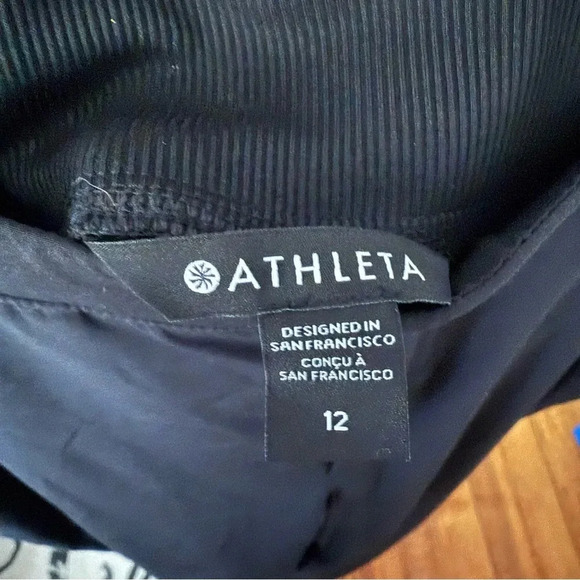 ATHLETA
DESIGNED IN
SAN FRANCISCO
CONÇU À
SAN FRANCISCO
12